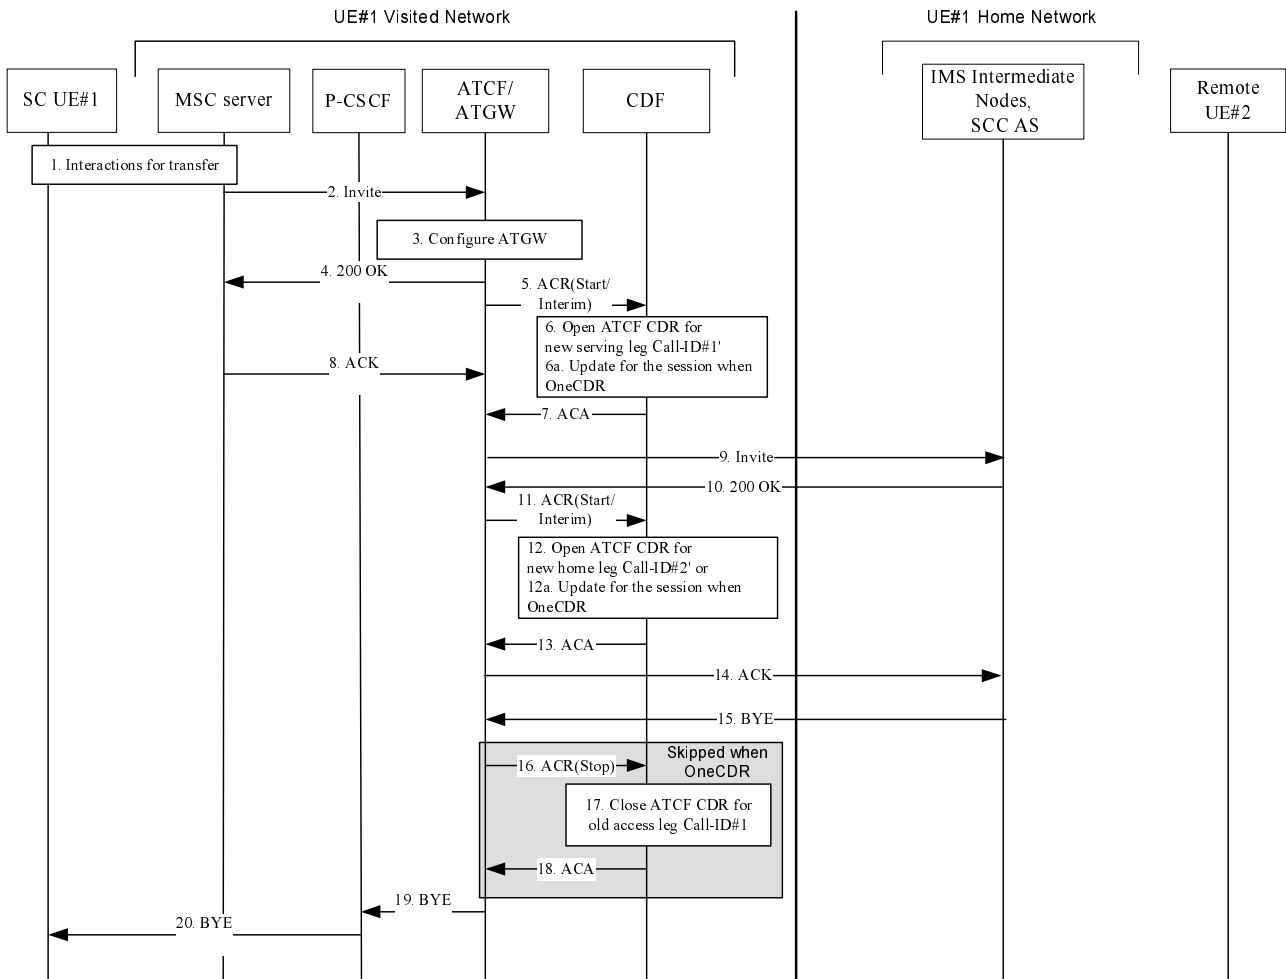 UE#1 Visited Network
UE#1 Home Network
SC UE#1
MSC server
P-CSCF
ATCF/
ATGW
CDF
IMS Intermediate
Nodes,
SCC AS
Remote
UE#2
1. Interactions for transfer
2. Invite
3. Configure ATGW
4. 200 OK
5. ACR(Start/
Interim)
6. Open ATCF CDR for
new serving leg Call-ID#1'
6a. Update for the session when
OneCDR
8. ACK
7. ACA
9. Invite
10. 200 OK
11. ACR(Start/
Interim)
12. Open ATCF CDR for
new home leg Call-ID#2' or
12a. Update for the session when
OneCDR
13. ACA
14. ACK
15. BYE
Skipped when
OneCDR
16. ACR(Stop)
17. Close ATCF CDR for
old access leg Call-ID#1
18. ACA
19. BYE
20. BYE